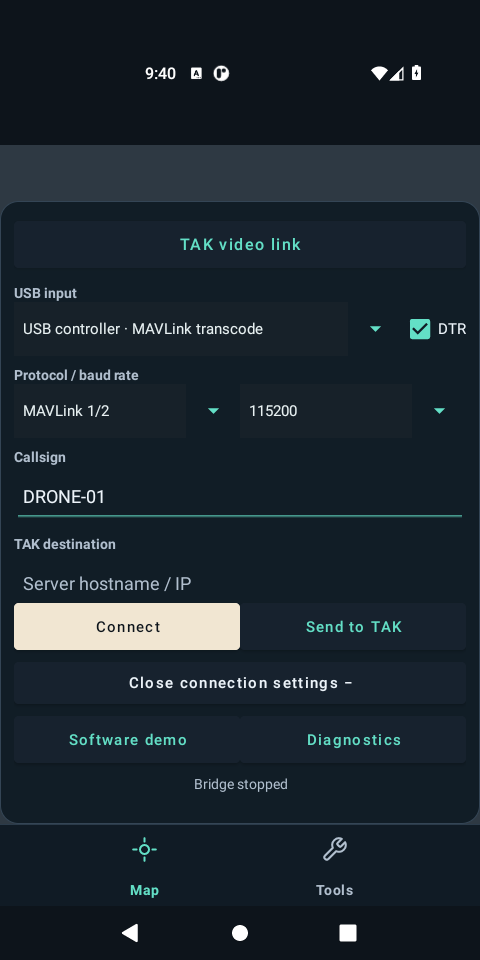 9:40
TAK video link
USB input
USB controller · MAVLink transcode
DTR
Protocol / baud rate
MAVLink 1/2
115200
Callsign
DRONE-01
TAK destination
Server hostname / IP
Connect
Send to TAK
Close connection settings −
Software demo
Diagnostics
Bridge stopped
Map
Tools